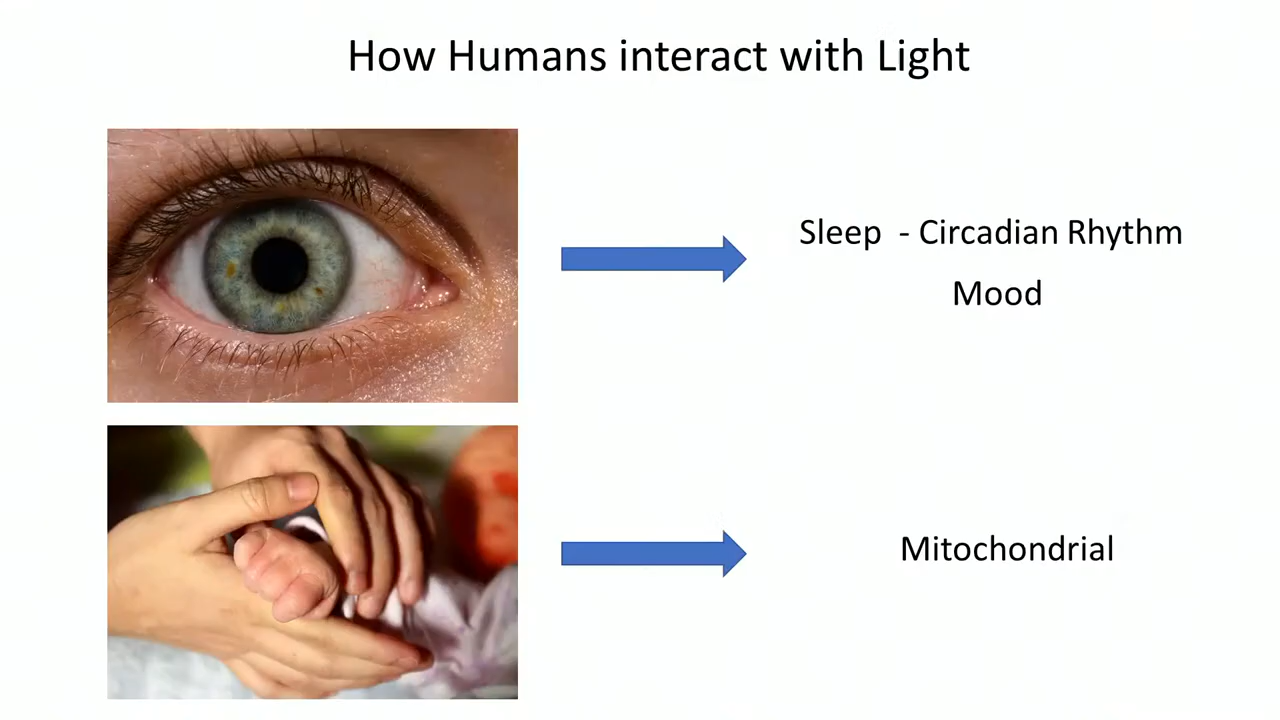 How Humans interact with Light
Sleep - Circadian Rhythm
Mood
Mitochondrial